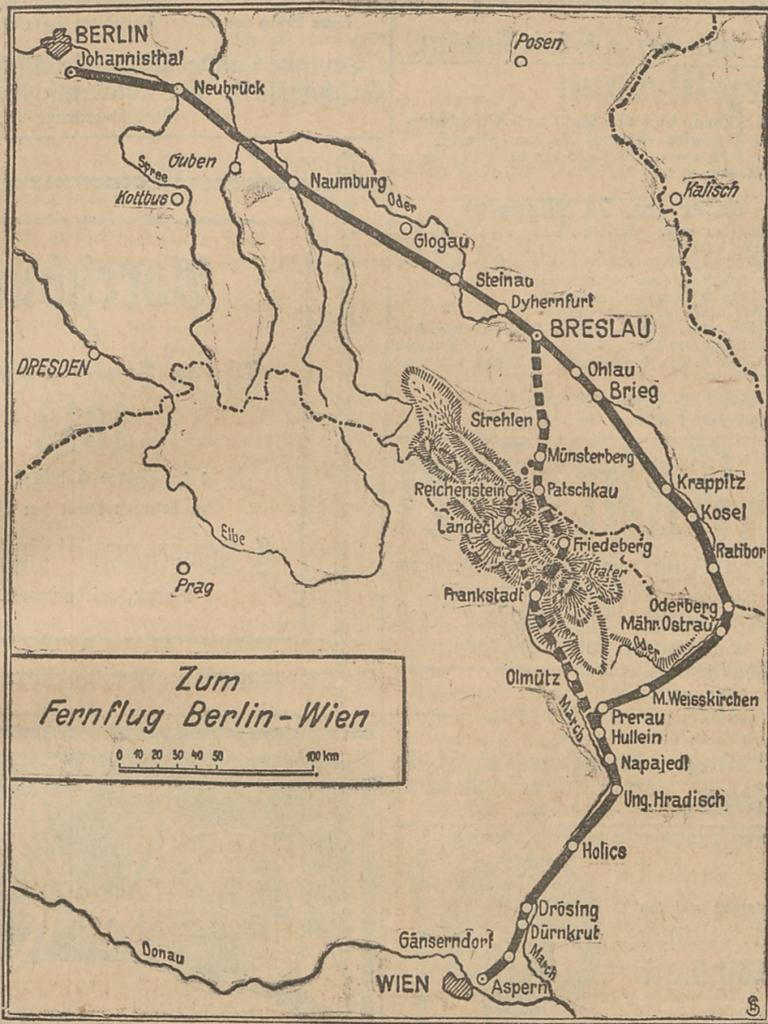 BERLIN
Johannisthal
Posen
Neubrück
Spree
Guben
Kottbus
Naumburg
Kalisch
Oder
Glogau
Steinau
Dyhernfurt
BRESLAU
DRESDEN
Ohlau
Brieg
Strehlen
Münsterberg
Reichenstein
Patschkau
Krappitz
Landeck
Kosel
Elbe
Friedeberg
Ratibor
Prag
Frankstadt
Oderberg
Mähr. Ostrau
Oder
Zum
Fernflug Berlin-Wien
0 10 20 30 40 50 100 km
Olmütz
March
M. Weisskirchen
Prerau
Hullein
Napajedl
Ung. Hradisch
Holics
Drösing
Dürnkrut
Gänserndorf
March
Donau
WIEN
Aspern